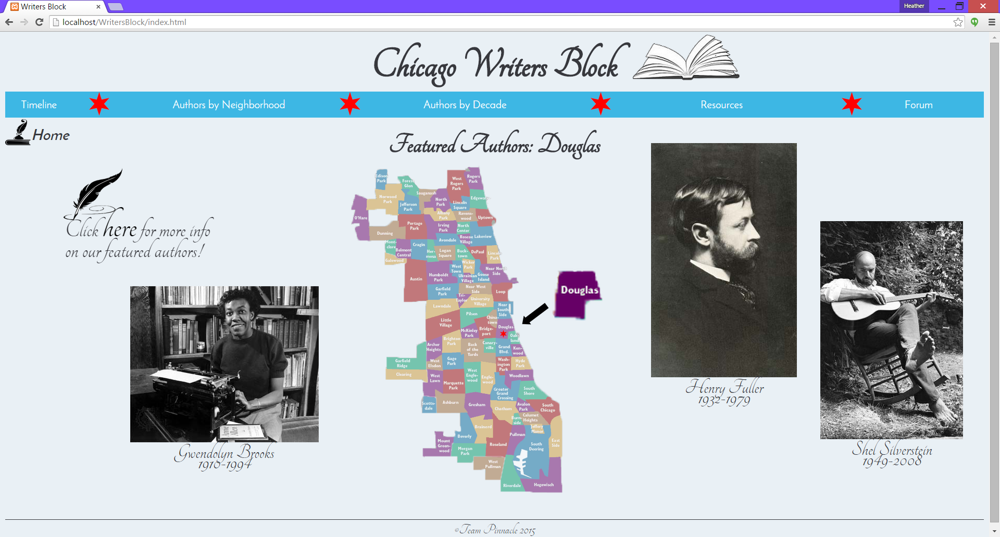 Writers Block
Heather
localhost/WritersBlock/index.html
Chicago Writers Block
Timeline
Authors by Neighborhood
Authors by Decade
Resources
Forum
Home
Featured Authors: Douglas
Click here for more info
on our featured authors!
Edison
Park
Forest
Glen
Norwood
Park
Jefferson
Park
Sauganash
North
Park
West
Rogers
Park
Rogers
Park
Lincoln
Square
Edgewater
O'Hare
Dunning
Portage
Park
Albany
Park
Irving
Park
Ravens-
wood
North
Center
Uptown
Mont-
clare
Belmont
Central
Galewood
Cragin
Her-
mosa
Avondale
Logan
Square
Roscoe
Village
Lakeview
Buck-
town
DePaul
Lincoln
Park
Austin
Humboldt
Park
West
Town
Wicker
Park
Ukrainian
Village
Goose
Island
Near North
Side
Garfield
Park
Near West
Side
Loop
Tri-
Taylor
University
Village
Lawndale
Near
South
Side
Little
Village
Pilsen
China-
town
McKinley
Park
Bridge-
port
Douglas
Oak-
land
Douglas
Archer
Heights
Brighton
Park
Back
of the
Yards
Canary-
ville
Grand
Blvd.
Ken-
wood
Garfield
Ridge
Clearing
West
Elsdon
Gage
Park
Wash-
ington
Park
Hyde
Park
West
Lawn
Marquette
Park
West
Engle-
wood
Engle-
wood
Woodlawn
Greater
Grand
Crossing
South
Shore
Scotts-
dale
Ashburn
Gresham
Chatham
Avalon
Park
South
Chicago
Burn-
side
Calumet
Heights
Brainerd
Jeffery
Manor
Beverly
Pullman
East
Side
Mount
Green-
wood
Morgan
Park
Roseland
South
Deering
West
Pullman
Riverdale
Hegewisch
Annie
Allen
Gwendolyn Brooks
1910-1994
Henry Fuller
1932-1979
Shel Silverstein
1949-2008
©Team Pinnacle 2015